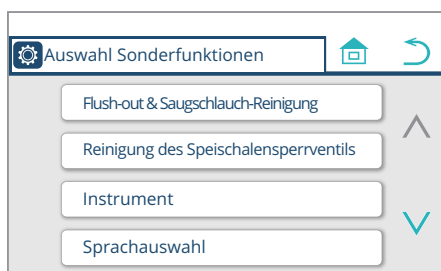 Auswahl Sonderfunktionen
Flush-out & Saugschlauch-Reinigung
Reinigung des Speischalensperrventils
Instrument
Sprachauswahl